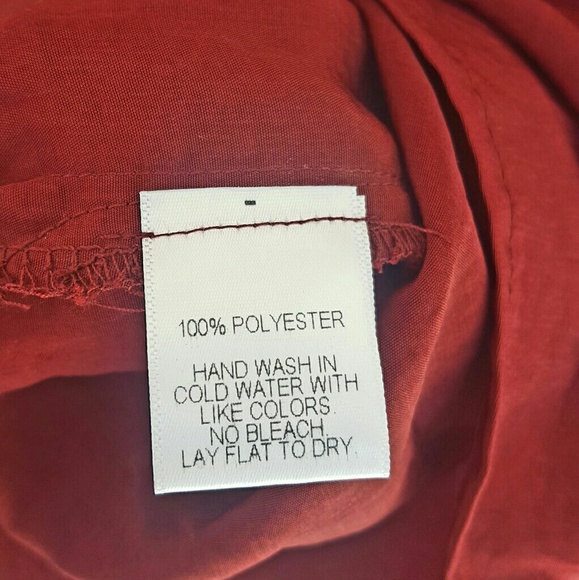 100% POLYESTER
HAND WASH IN
COLD WATER WITH
LIKE COLORS.
NO BLEACH.
LAY FLAT TO DRY.